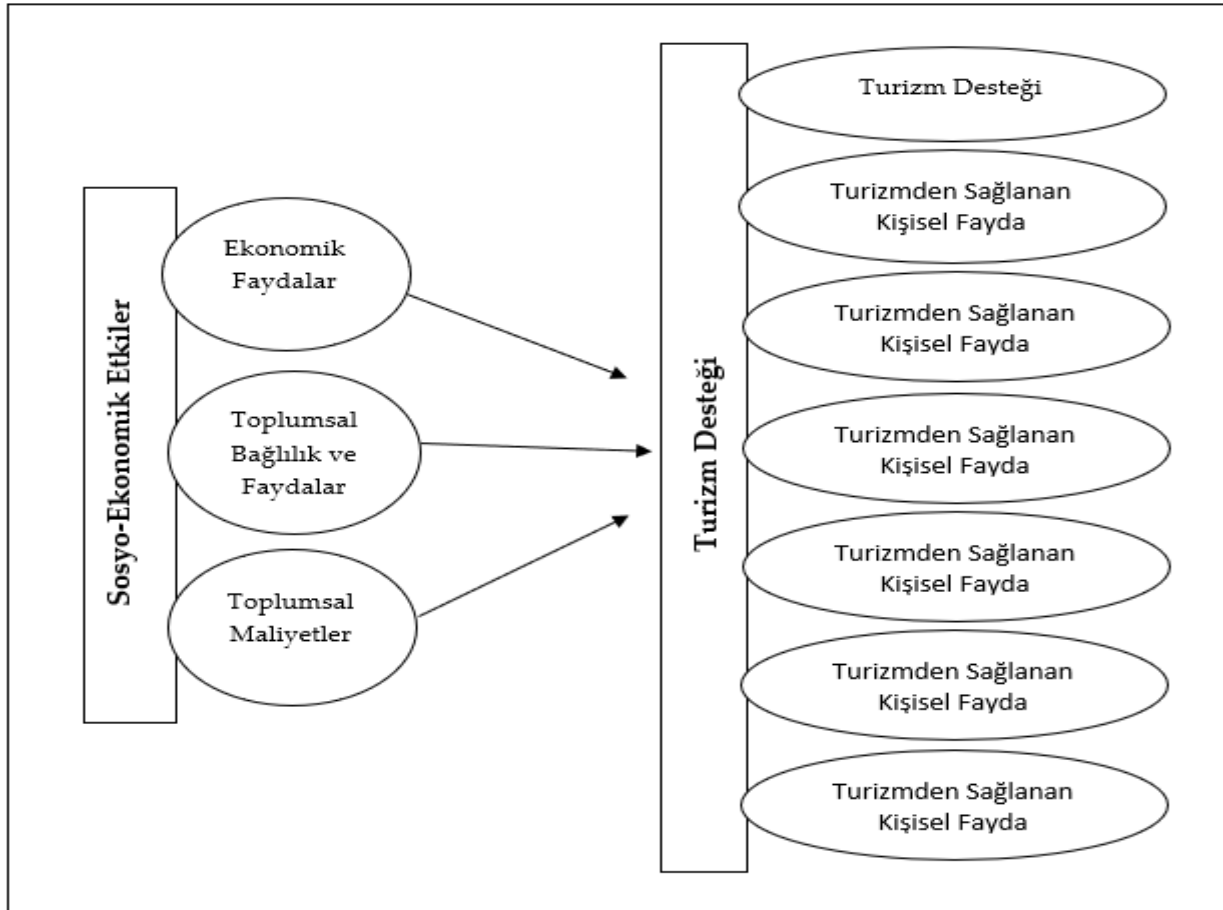 Sosyo-Ekonomik Etkiler
Ekonomik
Faydalar
Toplumsal
Bağlılık ve
Faydalar
Toplumsal
Maliyetler
Turizm Desteği
Turizm Desteği
Turizmden Sağlanan
Kişisel Fayda
Turizmden Sağlanan
Kişisel Fayda
Turizmden Sağlanan
Kişisel Fayda
Turizmden Sağlanan
Kişisel Fayda
Turizmden Sağlanan
Kişisel Fayda
Turizmden Sağlanan
Kişisel Fayda